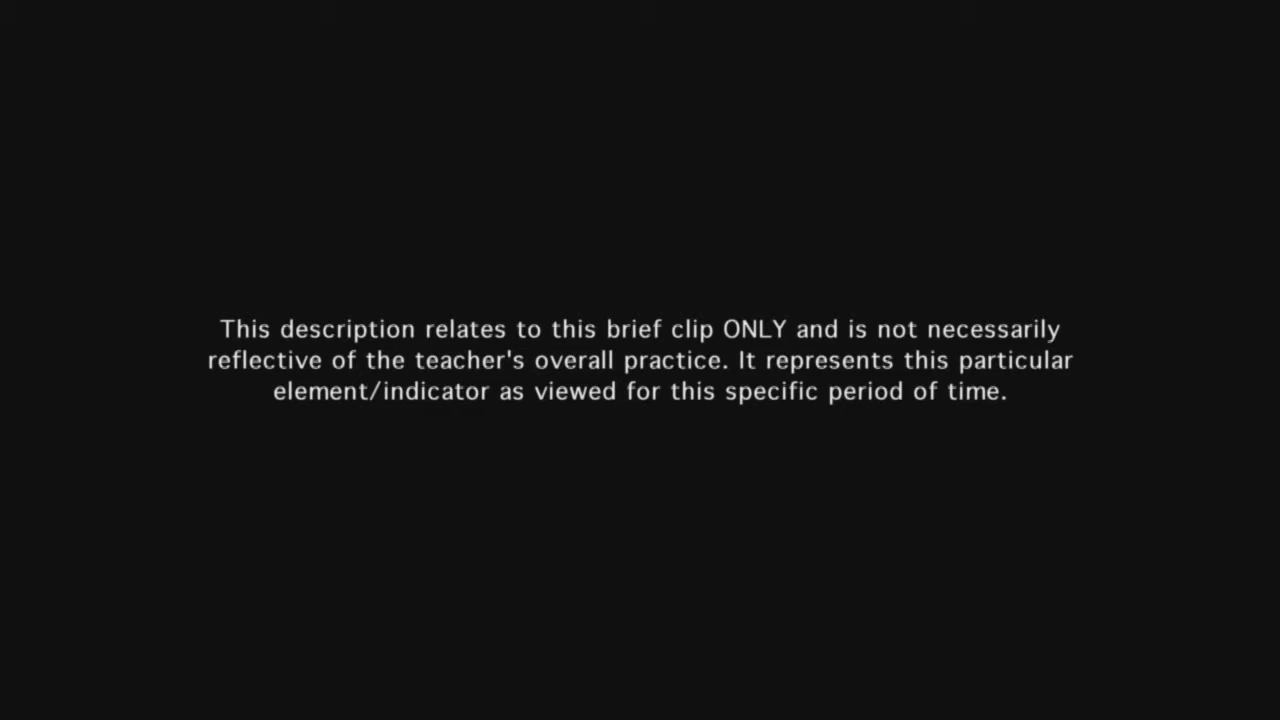 This description relates to this brief clip ONLY and is not necessarily
reflective of the teacher's overall practice. It represents this particular
element/indicator as viewed for this specific period of time.